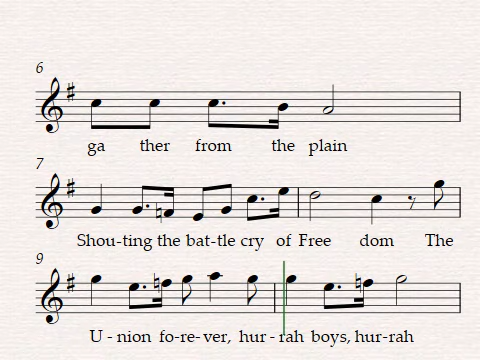 6
ga ther from the plain
7
Shou-ting the bat-tle cry of Free dom The
9
U - nion fo-re-ver, hur - rah boys, hur-rah